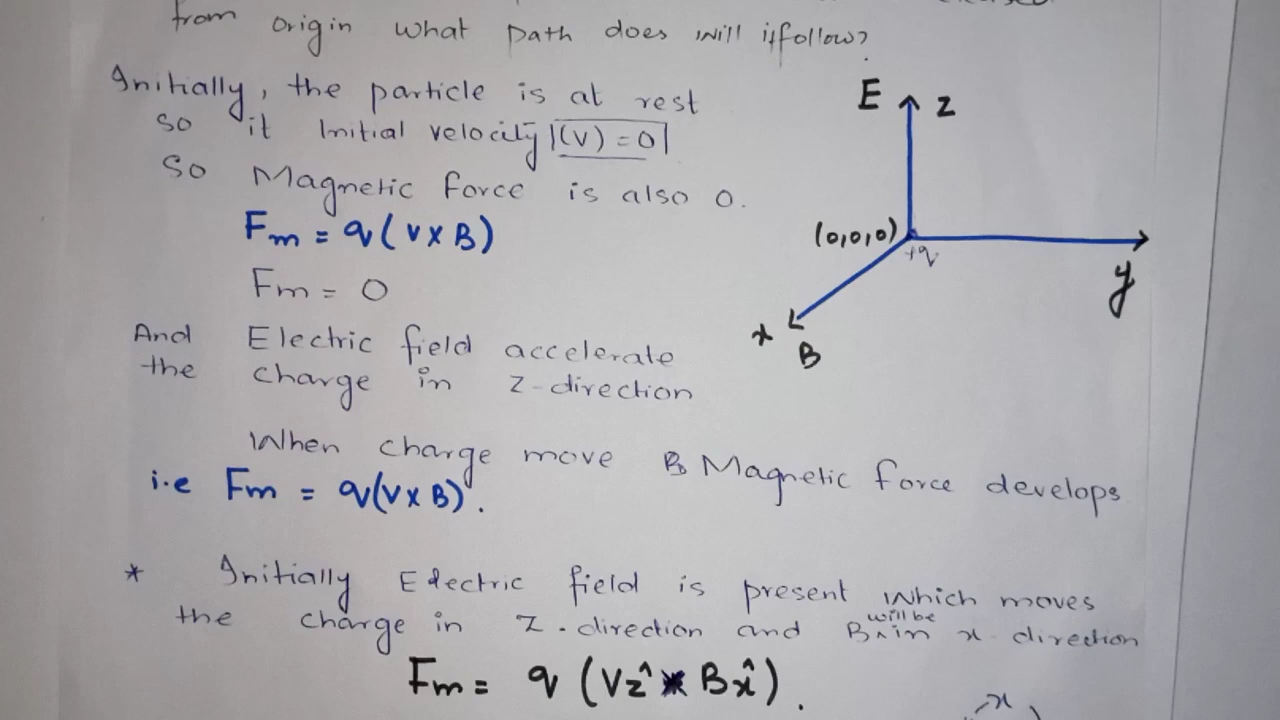 from origin what path does will it follow?
Initially, the particle is at rest
so it Initial velocity |(v) = 0|
So Magnetic force is also 0.
Fm = q(v×B)
Fm = 0
And Electric field accelerate
the charge in Z-direction
When charge move B Magnetic force develops
i.e Fm = q(v×B).
* Initially Electric field is present which moves
the charge in Z-direction and B will be in x-direction
Fm = q (Vẑ × Bx̂).
E
z
(0,0,0)
+q
y
x
B
x